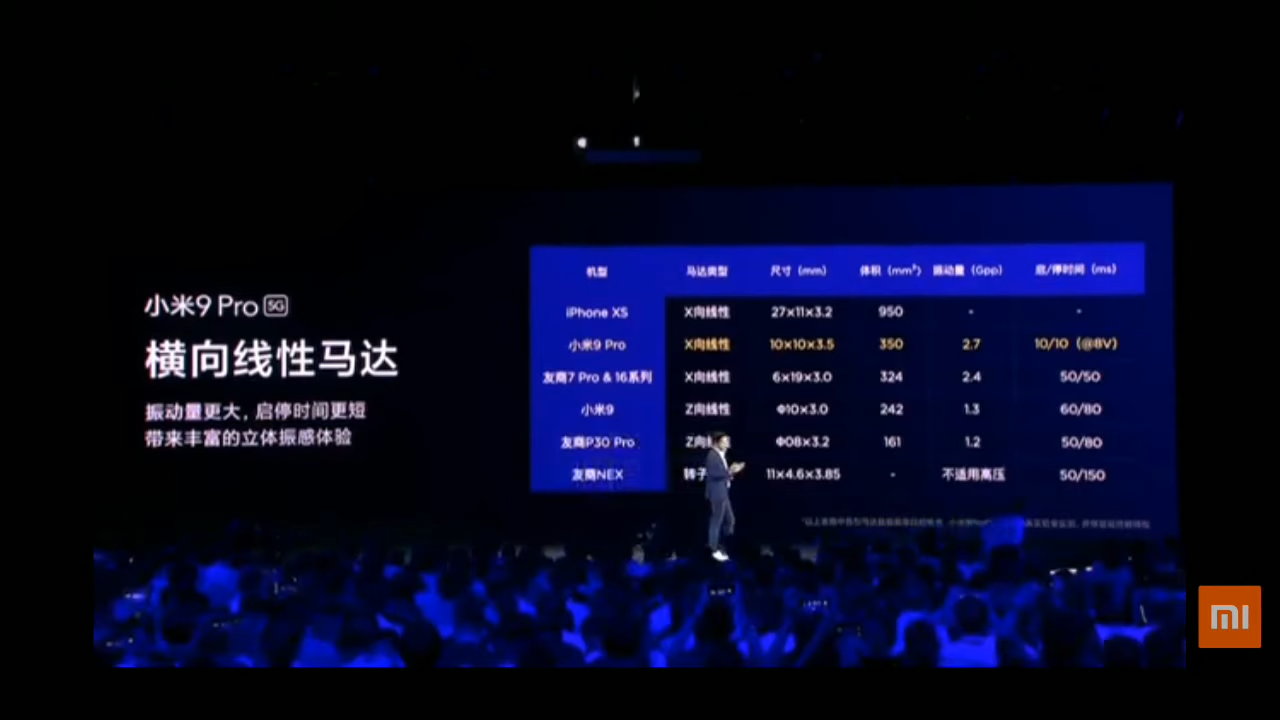 小米9 Pro 5G
横向线性马达
振动量更大，启停时间更短
带来丰富的立体振感体验
机型 马达类型 尺寸（mm） 体积（mm³） 振动量（Gpp） 启/停时间（ms）
iPhone XS X向线性 27×11×3.2 950 - -
小米9 Pro X向线性 10×10×3.5 350 2.7 10/10（@8V）
友商7 Pro & 16系列 X向线性 6×19×3.0 324 2.4 50/50
小米9 Z向线性 Φ10×3.0 242 1.3 60/80
友商P30 Pro Z向 性 Φ08×3.2 161 1.2 50/80
友商NEX 转子 11×4.6×3.85 - 不适用高压 50/150
MI